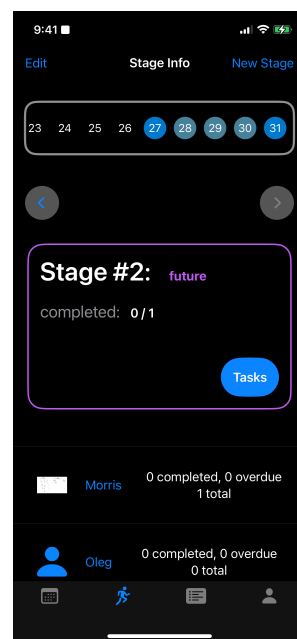 9:41
Edit Stage Info New Stage
23 24 25 26 27 28 29 30 31
Stage #2: future
completed: 0 / 1
Tasks
Morris 0 completed, 0 overdue
1 total
Oleg 0 completed, 0 overdue
0 total